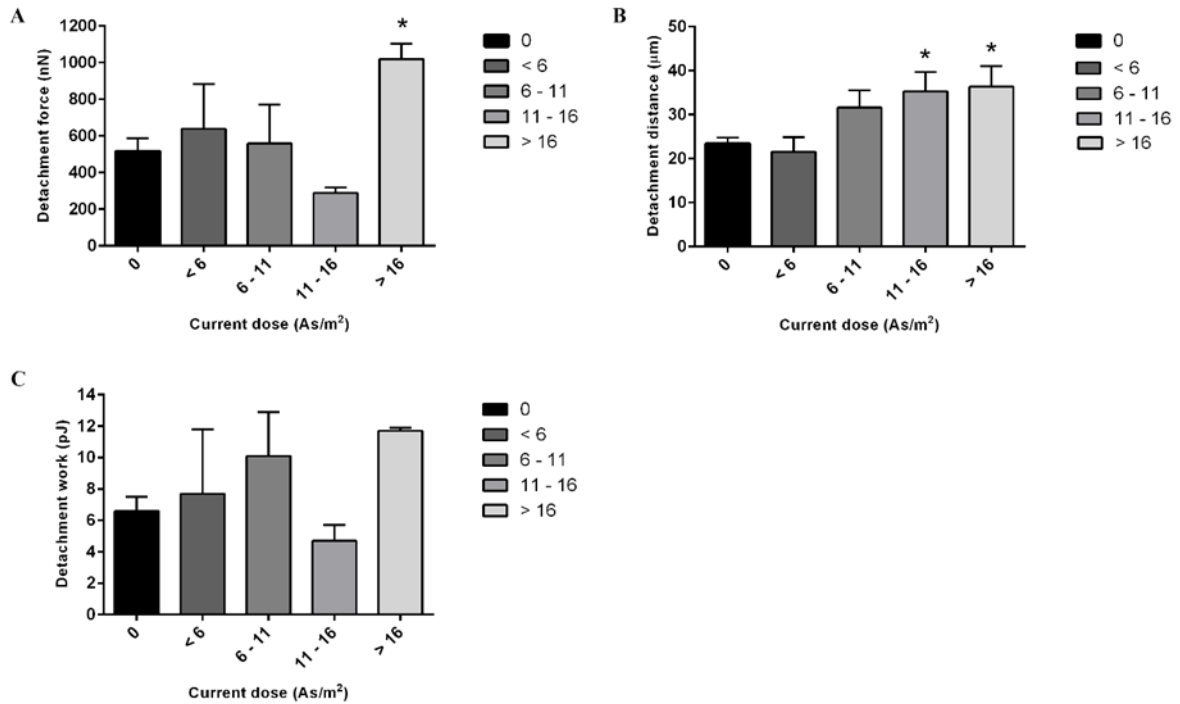 A
Detachment force (nN)
1200
1000
800
600
400
200
0
*
0
< 6
6 - 11
11 - 16
> 16
Current dose (As/m²)
0
< 6
6 - 11
11 - 16
> 16
B
Detachment distance (μm)
50
40
30
20
10
0
* *
0
< 6
6 - 11
11 - 16
> 16
Current dose (As/m²)
0
< 6
6 - 11
11 - 16
> 16
C
Detachment work (pJ)
14
12
10
8
6
4
2
0
0
< 6
6 - 11
11 - 16
> 16
Current dose (As/m²)
0
< 6
6 - 11
11 - 16
> 16